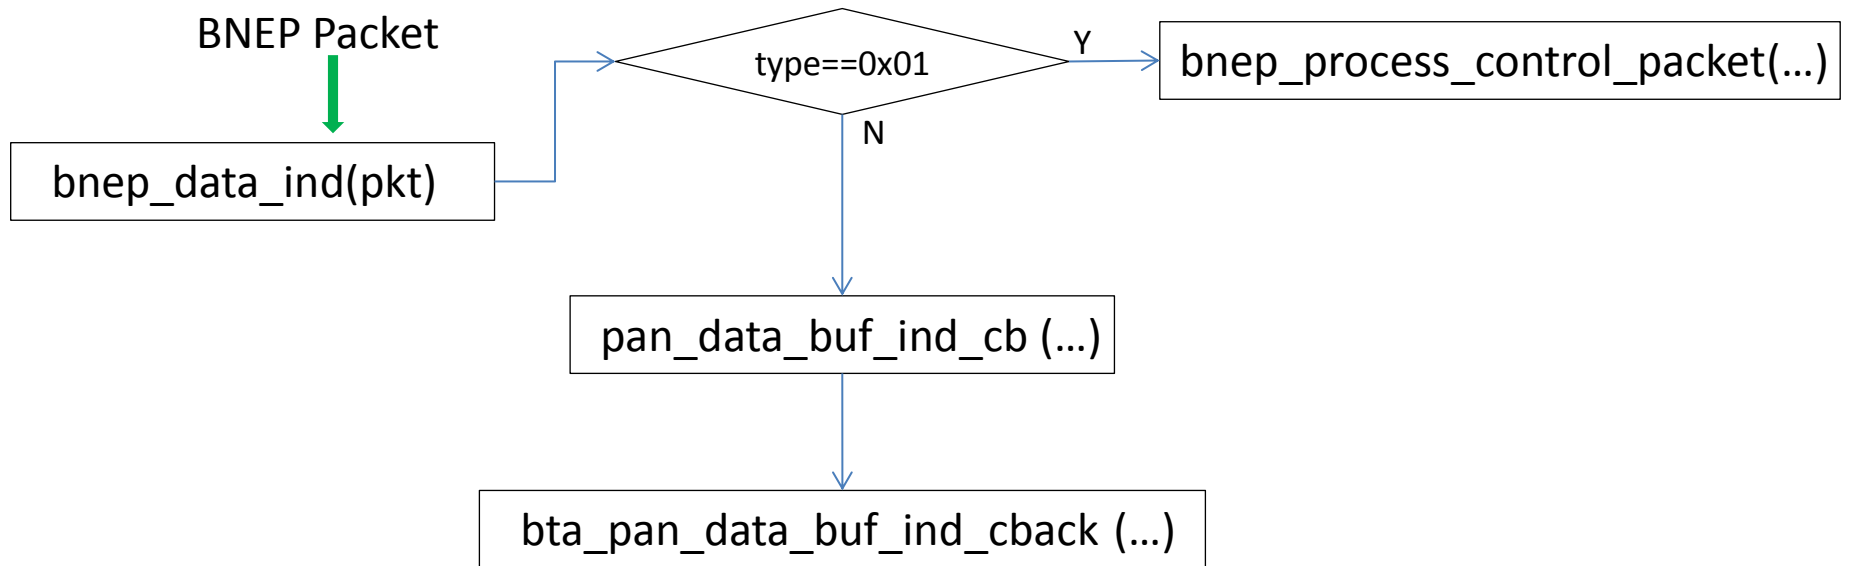 BNEP Packet
type==0x01
Y
bnep_process_control_packet(…)
N
bnep_data_ind(pkt)
pan_data_buf_ind_cb (…)
bta_pan_data_buf_ind_cback (…)